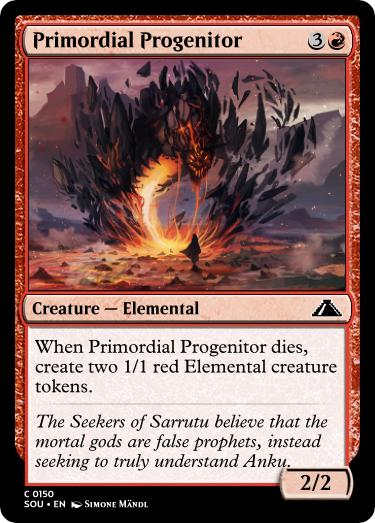 Primordial Progenitor 3
Creature — Elemental
When Primordial Progenitor dies,
create two 1/1 red Elemental creature
tokens.
The Seekers of Sarrutu believe that the
mortal gods are false prophets, instead
seeking to truly understand Anku.
2/2
C 0150
SOU • EN Simone Mändl